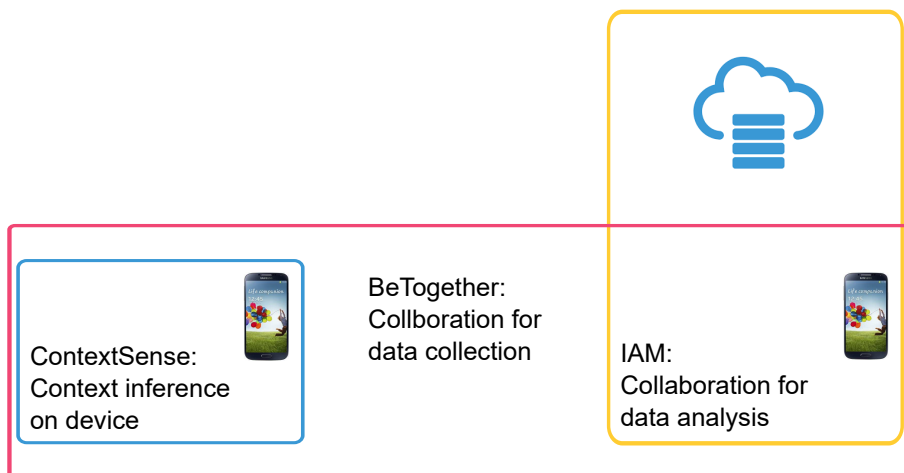 BeTogether:
Collboration for
data collection
ContextSense:
Context inference
on device
IAM:
Collaboration for
data analysis